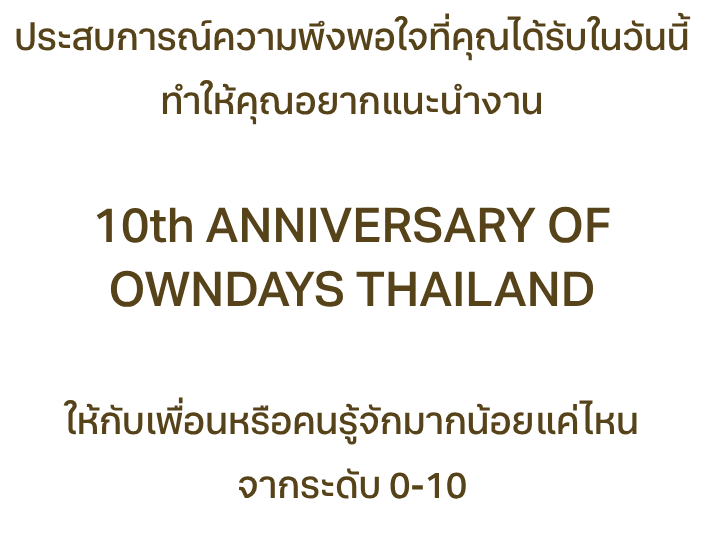 ประสบการณ์ความพึงพอใจที่คุณได้รับในวันนี้
ทำให้คุณอยากแนะนำงาน
10th ANNIVERSARY OF
OWNDAYS THAILAND
ให้กับเพื่อนหรือคนรู้จักมากน้อยแค่ไหน
จากระดับ 0-10